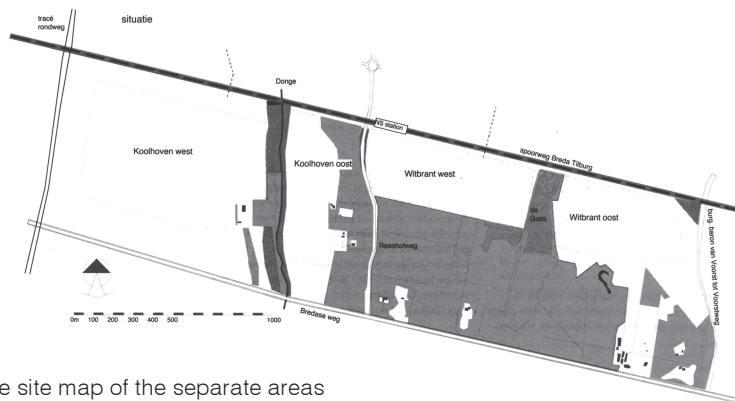 tracé
rondweg
situatie
Donge
NS station
spoorweg Breda Tilburg
Koolhoven west
Koolhoven oost
Witbrant west
de
Gaas
Witbrant oost
burg. baron van Voorst tot Voorstweg
Reeshofweg
Bredase weg
0m 100 200 300 400 500 1000
e site map of the separate areas